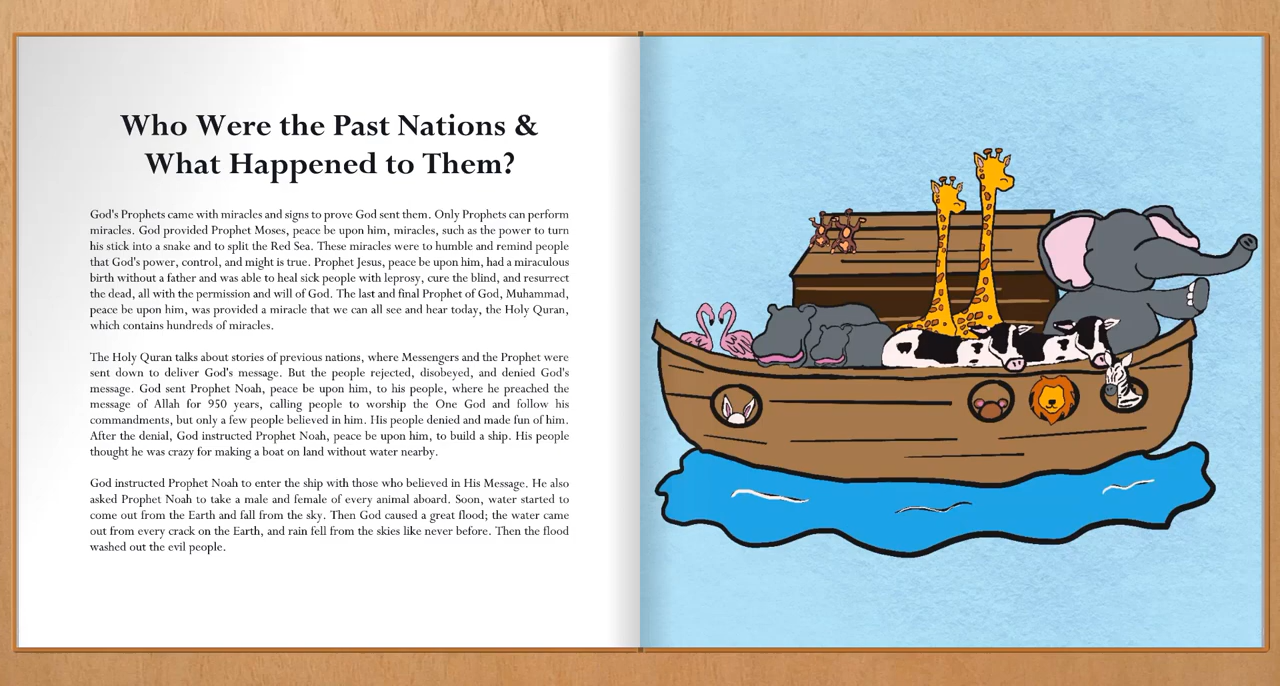 Who Were the Past Nations &
What Happened to Them?
God's Prophets came with miracles and signs to prove God sent them. Only Prophets can perform
miracles. God provided Prophet Moses, peace be upon him, miracles, such as the power to turn
his stick into a snake and to split the Red Sea. These miracles were to humble and remind people
that God's power, control, and might is true. Prophet Jesus, peace be upon him, had a miraculous
birth without a father and was able to heal sick people with leprosy, cure the blind, and resurrect
the dead, all with the permission and will of God. The last and final Prophet of God, Muhammad,
peace be upon him, was provided a miracle that we can all see and hear today, the Holy Quran,
which contains hundreds of miracles.
The Holy Quran talks about stories of previous nations, where Messengers and the Prophet were
sent down to deliver God's message. But the people rejected, disobeyed, and denied God's
message. God sent Prophet Noah, peace be upon him, to his people, where he preached the
message of Allah for 950 years, calling people to worship the One God and follow his
commandments, but only a few people believed in him. His people denied and made fun of him.
After the denial, God instructed Prophet Noah, peace be upon him, to build a ship. His people
thought he was crazy for making a boat on land without water nearby.
God instructed Prophet Noah to enter the ship with those who believed in His Message. He also
asked Prophet Noah to take a male and female of every animal aboard. Soon, water started to
come out from the Earth and fall from the sky. Then God caused a great flood; the water came
out from every crack on the Earth, and rain fell from the skies like never before. Then the flood
washed out the evil people.